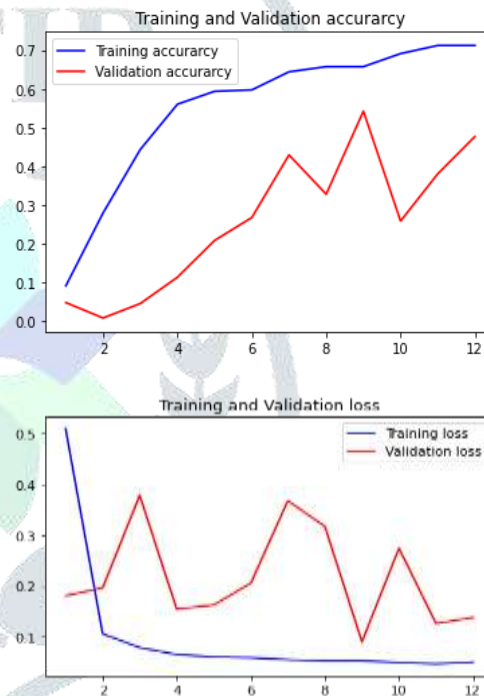 Training and Validation accurarcy
Training accurarcy
Validation accurarcy
0.7
0.6
0.5
0.4
0.3
0.2
0.1
0.0
2 4 6 8 10 12
Training and Validation loss
Training loss
Validation loss
0.5
0.4
0.3
0.2
0.1
2 4 6 8 10 12